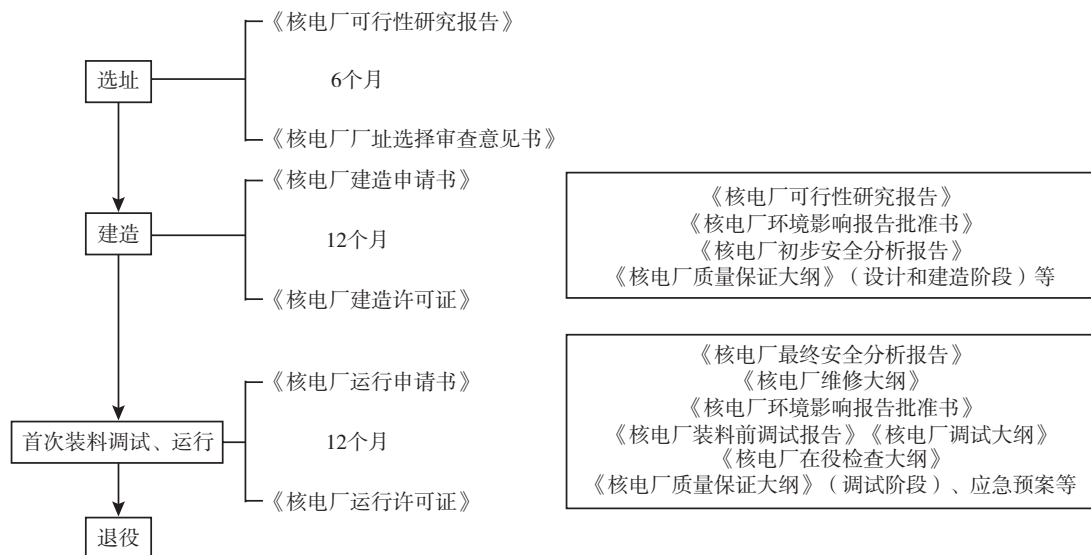 《核电厂可行性研究报告》
选址
6个月
《核电厂厂址选择审查意见书》
《核电厂建造申请书》
建造
12个月
《核电厂建造许可证》
《核电厂可行性研究报告》
《核电厂环境影响报告批准书》
《核电厂初步安全分析报告》
《核电厂质量保证大纲》（设计和建造阶段）等
《核电厂运行申请书》
首次装料调试、运行
12个月
《核电厂运行许可证》
《核电厂最终安全分析报告》
《核电厂维修大纲》
《核电厂环境影响报告批准书》
《核电厂装料前调试报告》《核电厂调试大纲》
《核电厂在役检查大纲》
《核电厂质量保证大纲》（调试阶段）、应急预案等
退役